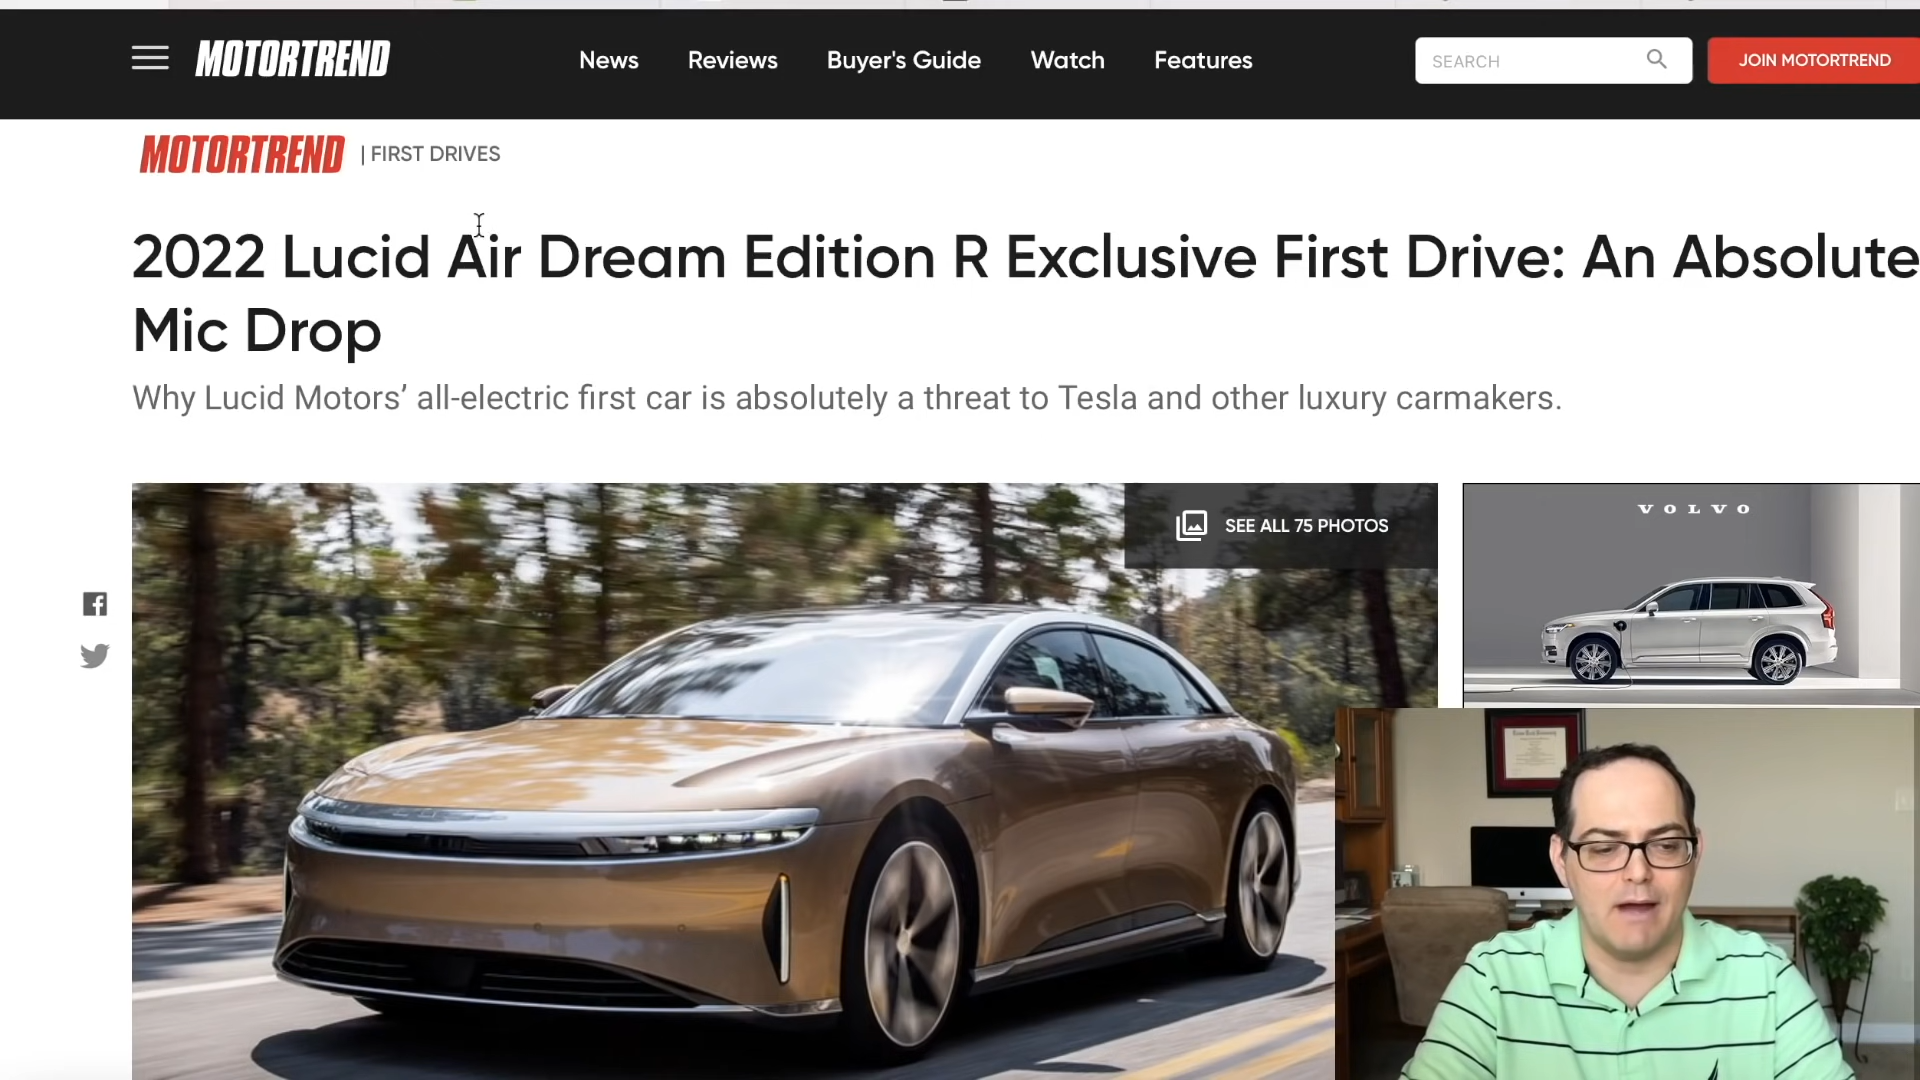 MOTORTREND
News
Reviews
Buyer's Guide
Watch
Features
SEARCH
JOIN MOTORTREND
MOTORTREND | FIRST DRIVES
2022 Lucid Air Dream Edition R Exclusive First Drive: An Absolute
Mic Drop
Why Lucid Motors’ all-electric first car is absolutely a threat to Tesla and other luxury carmakers.
SEE ALL 75 PHOTOS
VOLVO